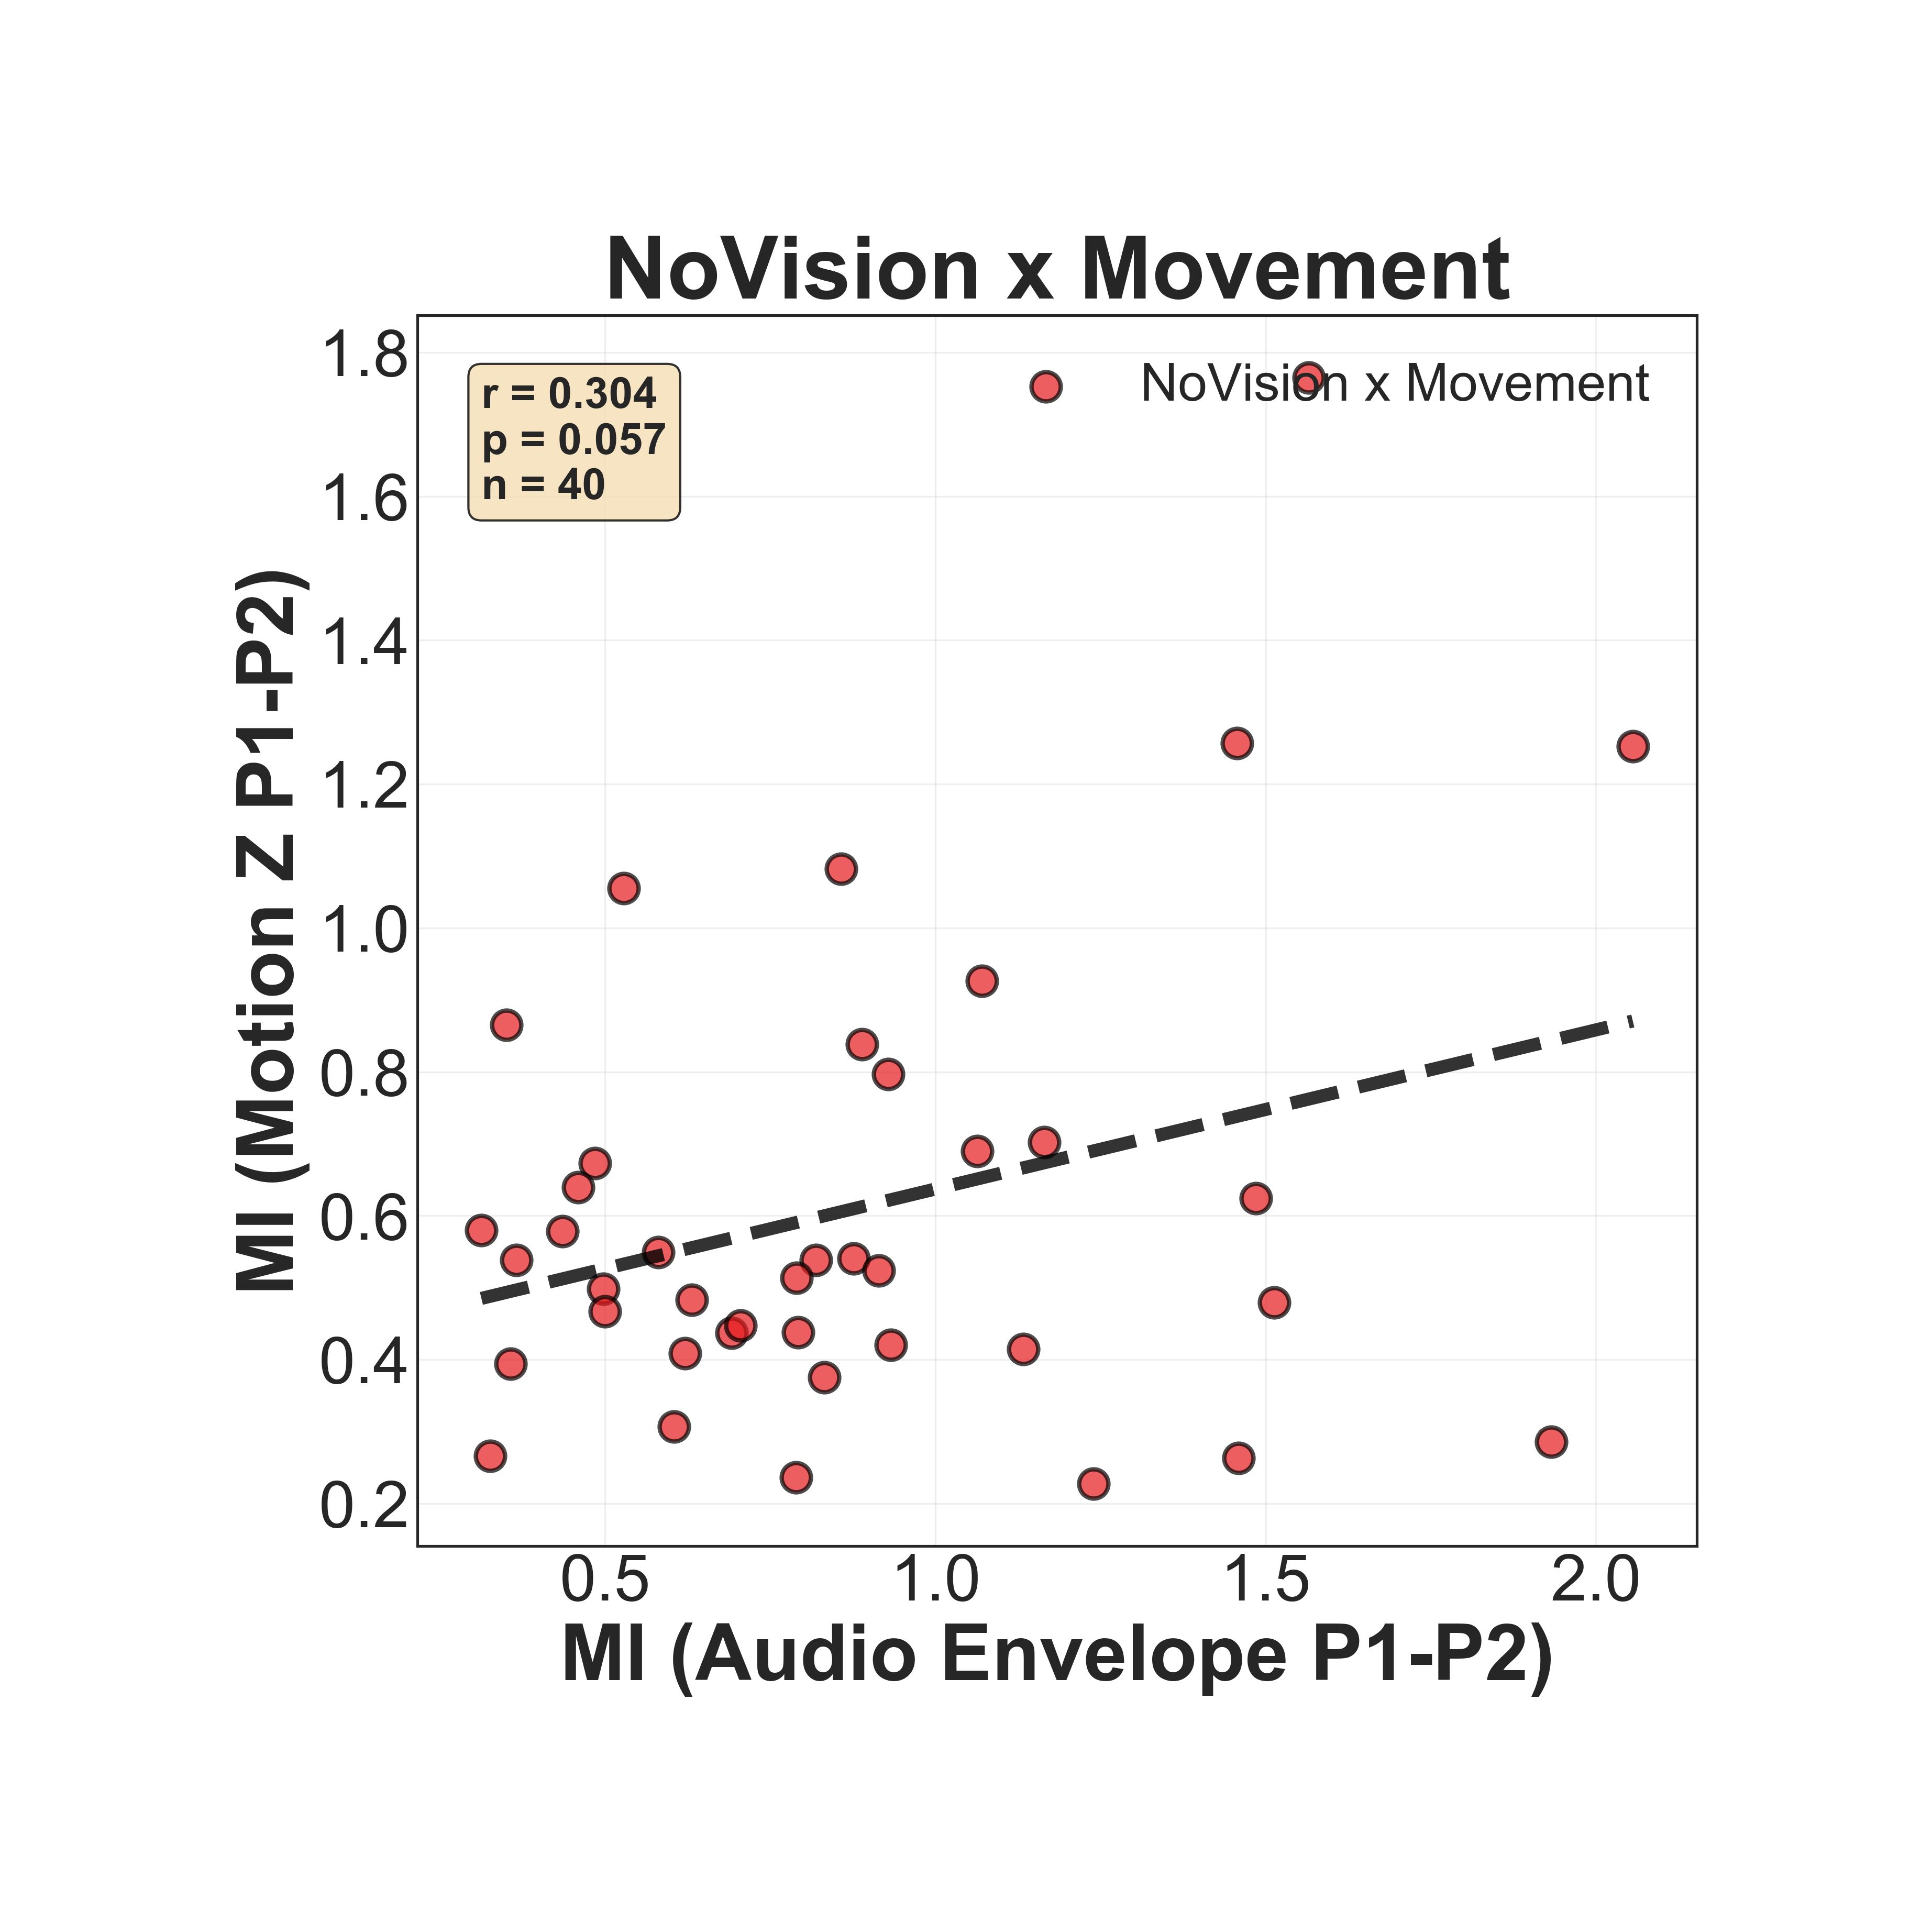 NoVision x Movement
r = 0.304
p = 0.057
n = 40
NoVision x Movement
MI (Motion Z P1-P2)
1.8
1.6
1.4
1.2
1.0
0.8
0.6
0.4
0.2
0.5 1.0 1.5 2.0
MI (Audio Envelope P1-P2)